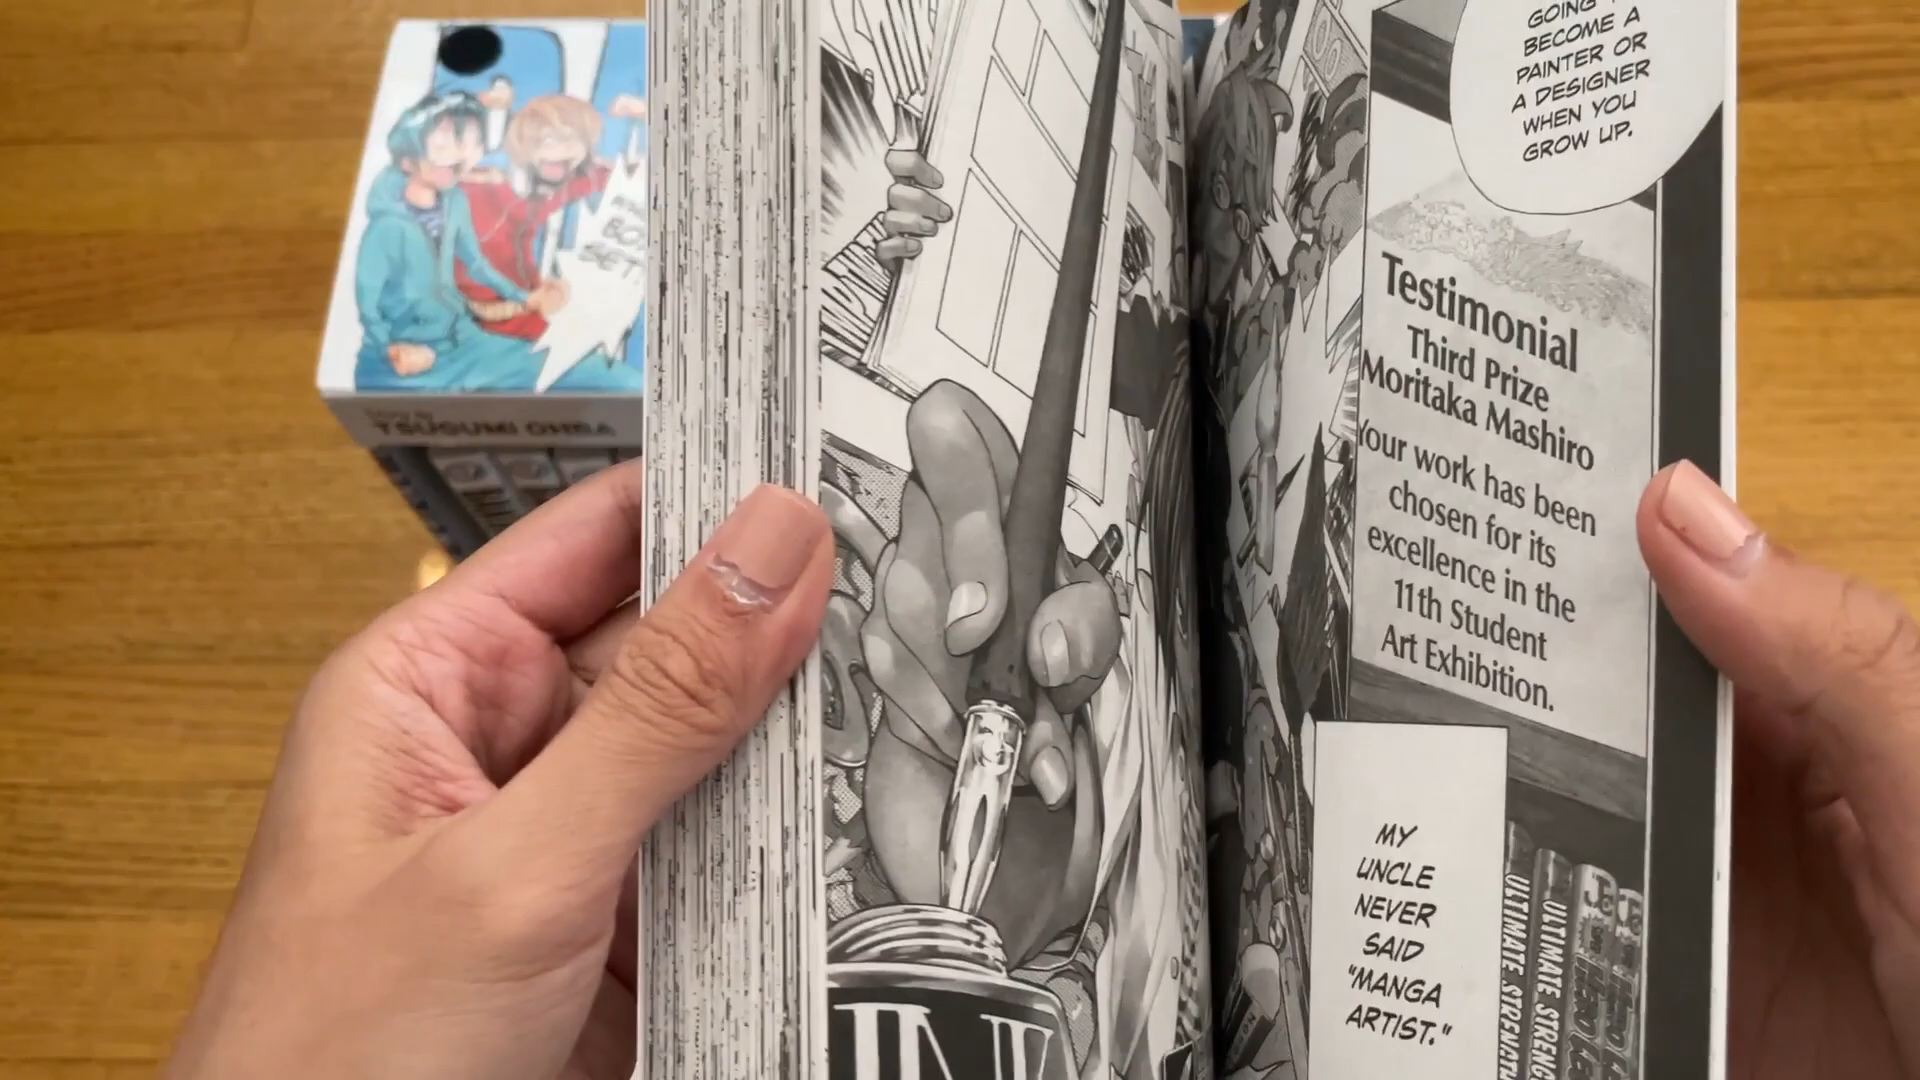 GOING
BECOME A
PAINTER OR
A DESIGNER
WHEN YOU
GROW UP.
Testimonial
Third Prize
Moritaka Mashiro
Your work has been
chosen for its
excellence in the
11th Student
Art Exhibition.
MY
UNCLE
NEVER
SAID
"MANGA
ARTIST."
ULTIMATE
ULTIMATE
TSUGUMI OHBA